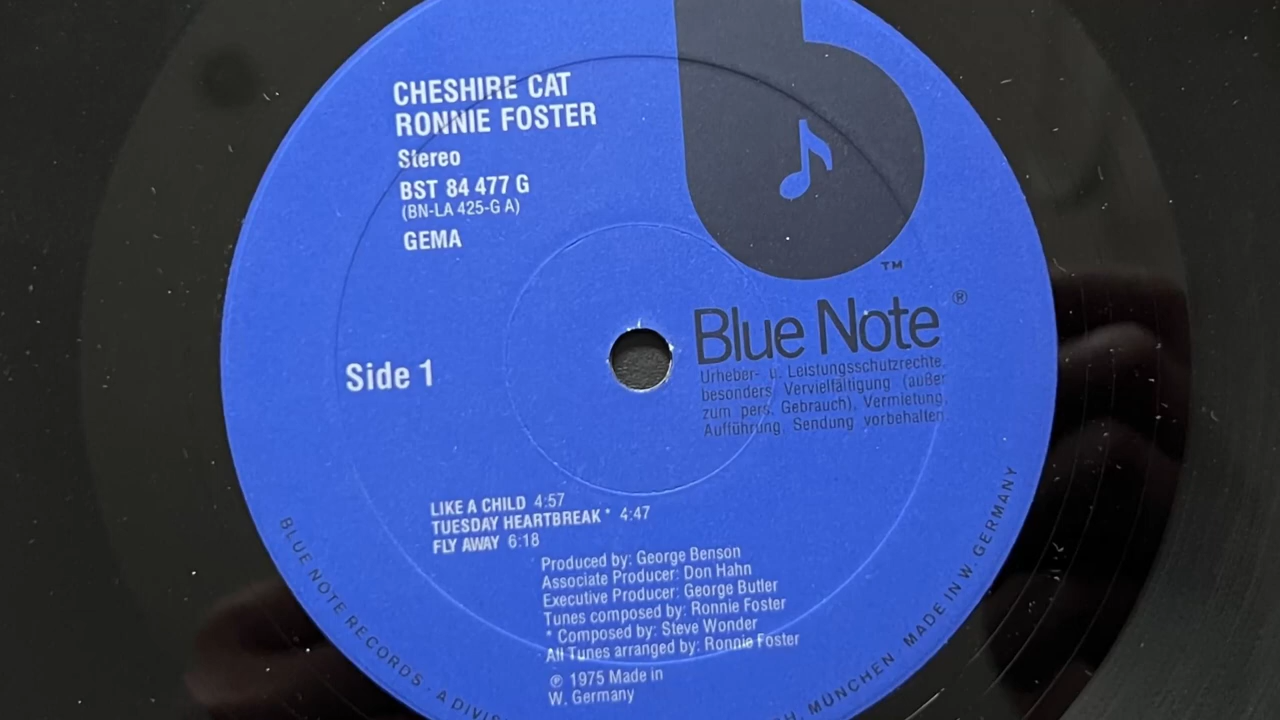 CHESHIRE CAT
RONNIE FOSTER
Stereo
BST 84 477 G
(BN-LA 425-G A)
GEMA
TM
Blue Note ®
Urheber- u. Leistungsschutzrechte,
besonders Vervielfältigung (außer
zum pers. Gebrauch), Vermietung,
Aufführung, Sendung vorbehalten.
Side 1
LIKE A CHILD 4:57
TUESDAY HEARTBREAK * 4:47
FLY AWAY 6:18
Produced by: George Benson
Associate Producer: Don Hahn
Executive Producer: George Butler
Tunes composed by: Ronnie Foster
* Composed by: Steve Wonder
All Tunes arranged by: Ronnie Foster
℗ 1975 Made in
W. Germany
BLUE NOTE RECORDS · A MÜNCHEN · MADE IN W. GERMANY